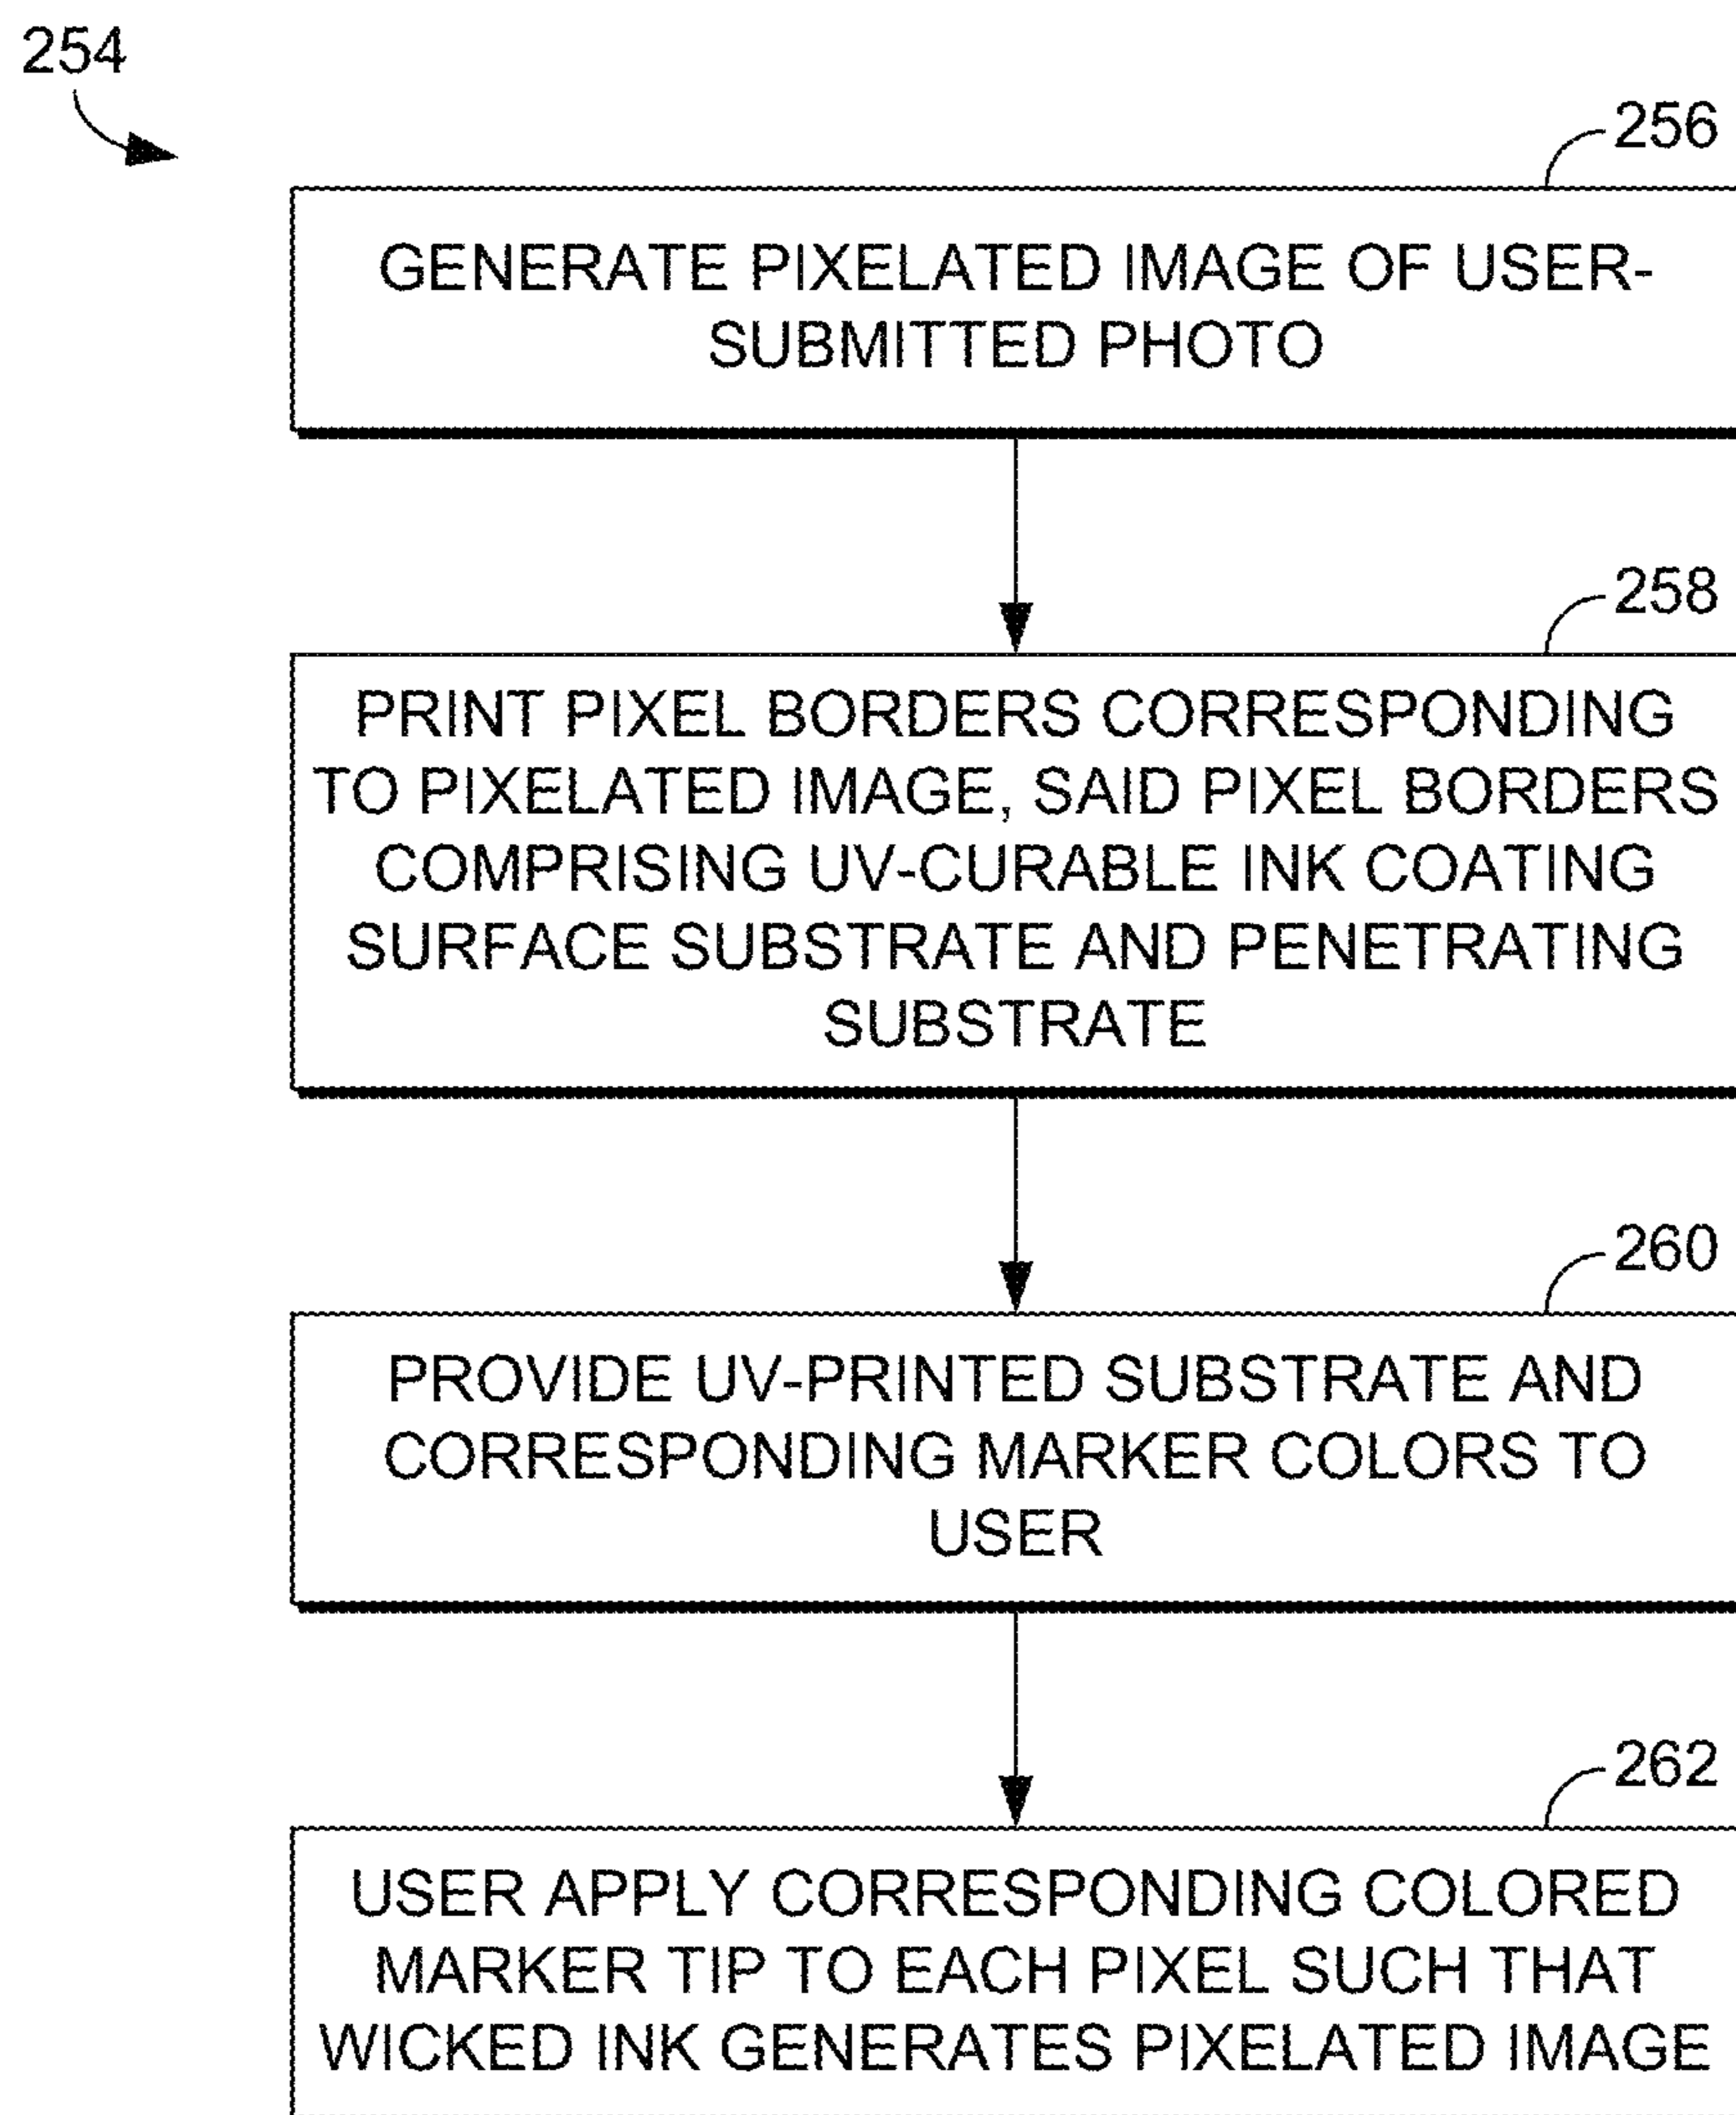 254
256
GENERATE PIXELATED IMAGE OF USER-
SUBMITTED PHOTO
258
PRINT PIXEL BORDERS CORRESPONDING
TO PIXELATED IMAGE, SAID PIXEL BORDERS
COMPRISING UV-CURABLE INK COATING
SURFACE SUBSTRATE AND PENETRATING
SUBSTRATE
260
PROVIDE UV-PRINTED SUBSTRATE AND
CORRESPONDING MARKER COLORS TO
USER
262
USER APPLY CORRESPONDING COLORED
MARKER TIP TO EACH PIXEL SUCH THAT
WICKED INK GENERATES PIXELATED IMAGE